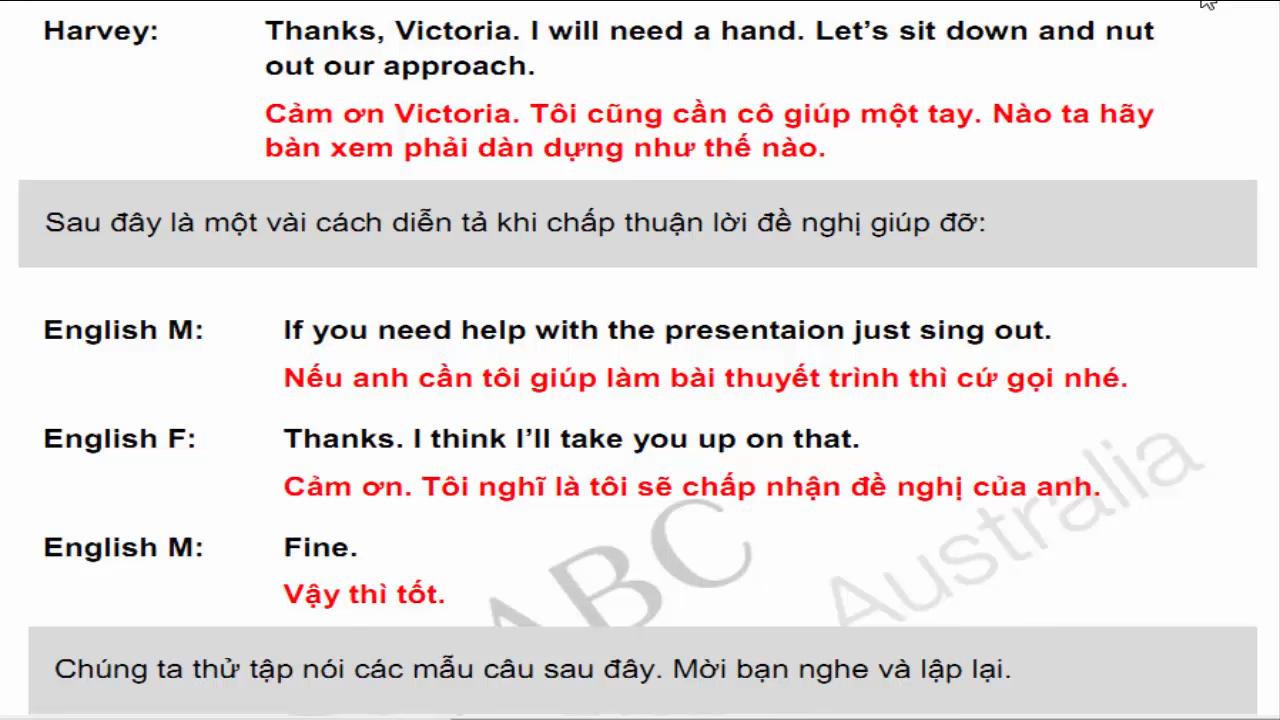 Harvey: Thanks, Victoria. I will need a hand. Let’s sit down and nut
out our approach.
Cảm ơn Victoria. Tôi cũng cần cô giúp một tay. Nào ta hãy
bàn xem phải dàn dựng như thế nào.
Sau đây là một vài cách diễn tả khi chấp thuận lời đề nghị giúp đỡ:
English M: If you need help with the presentaion just sing out.
Nếu anh cần tôi giúp làm bài thuyết trình thì cứ gọi nhé.
English F: Thanks. I think I’ll take you up on that.
Cảm ơn. Tôi nghĩ là tôi sẽ chấp nhận đề nghị của anh.
English M: Fine.
Vậy thì tốt.
ABC Australia
Chúng ta thử tập nói các mẫu câu sau đây. Mời bạn nghe và lập lại.